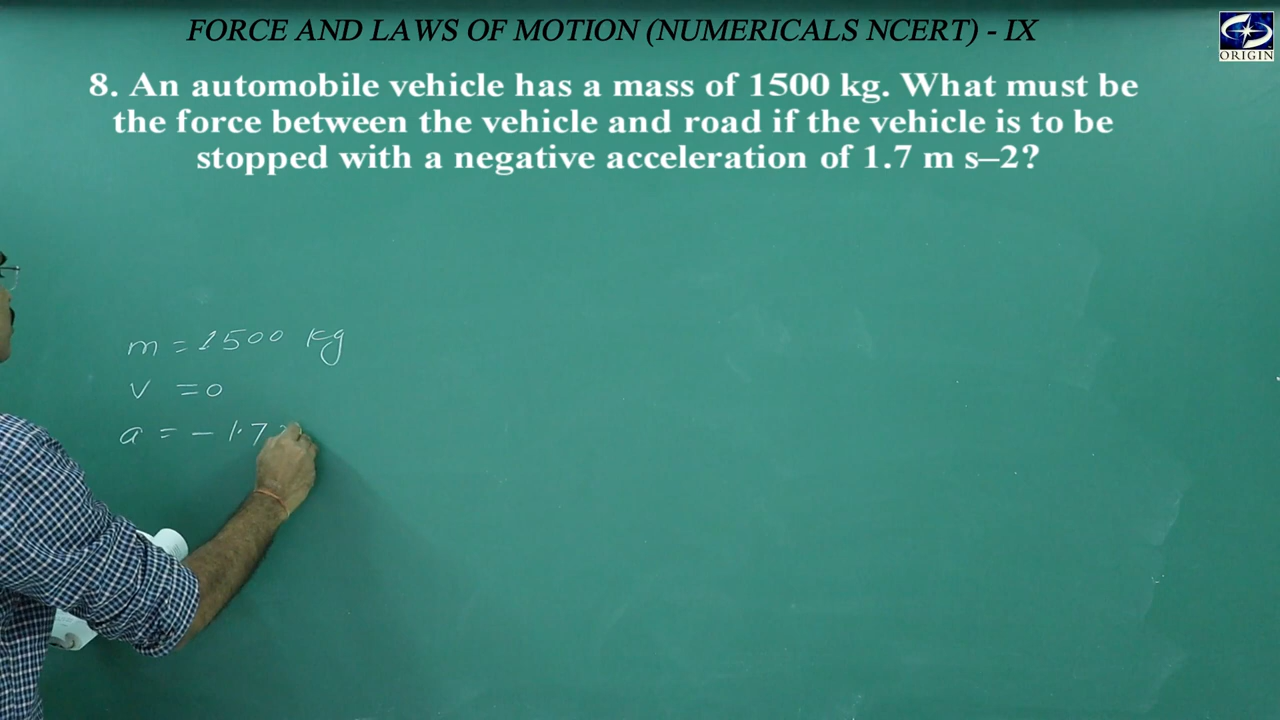 FORCE AND LAWS OF MOTION (NUMERICALS NCERT) - IX
ORIGIN
8. An automobile vehicle has a mass of 1500 kg. What must be
the force between the vehicle and road if the vehicle is to be
stopped with a negative acceleration of 1.7 m s–2?
m = 1500 kg
v = 0
a = - 1.7